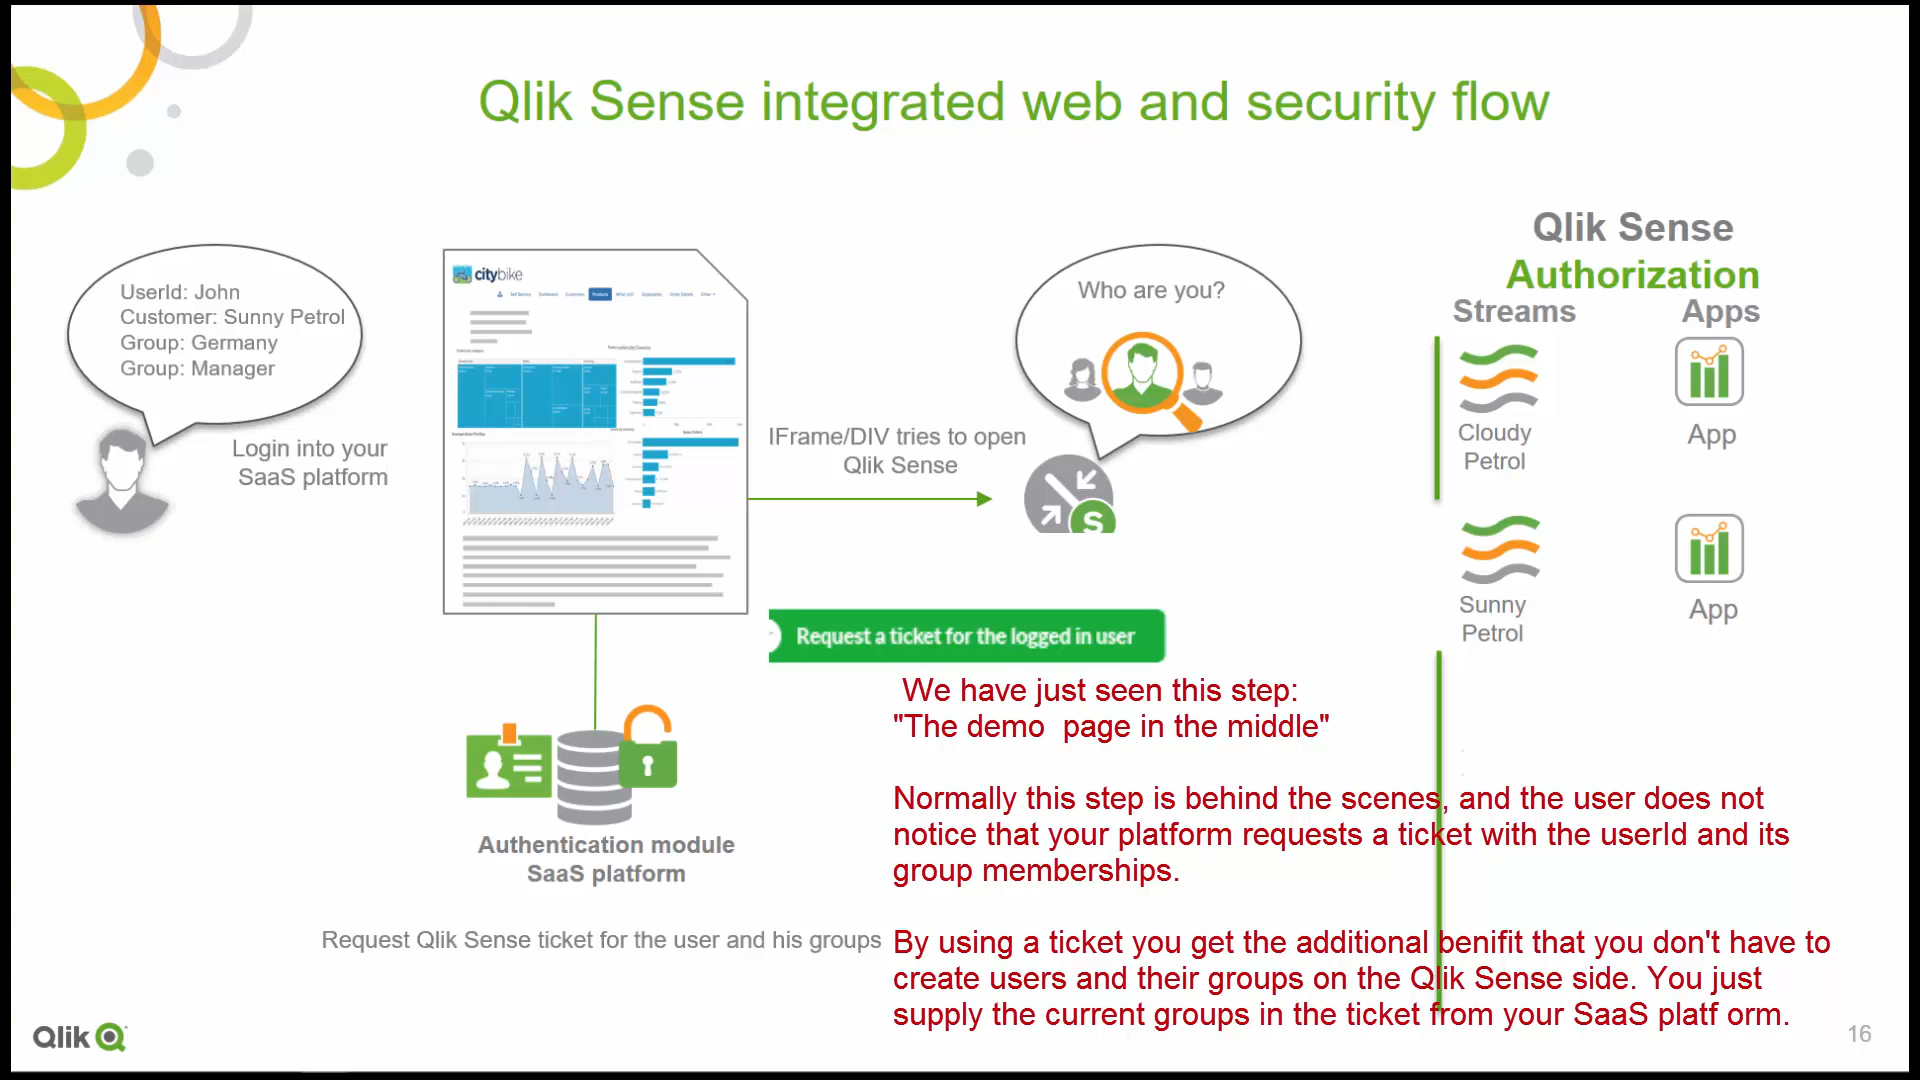 Qlik Sense integrated web and security flow
UserId: John
Customer: Sunny Petrol
Group: Germany
Group: Manager
Login into your
SaaS platform
citybike
Self Service Dashboard Customers Products
IFrame/DIV tries to open
Qlik Sense
Who are you?
S
Qlik Sense
Authorization
Streams Apps
Cloudy
Petrol
App
Sunny
Petrol
App
Request a ticket for the logged in user
We have just seen this step:
"The demo  page in the middle"
Normally this step is behind the scenes, and the user does not
notice that your platform requests a ticket with the userId and its
group memberships.
By using a ticket you get the additional benifit that you don't have to
create users and their groups on the Qlik Sense side. You just
supply the current groups in the ticket from your SaaS platf orm.
Authentication module
SaaS platform
Request Qlik Sense ticket for the user and his groups
Qlik
16